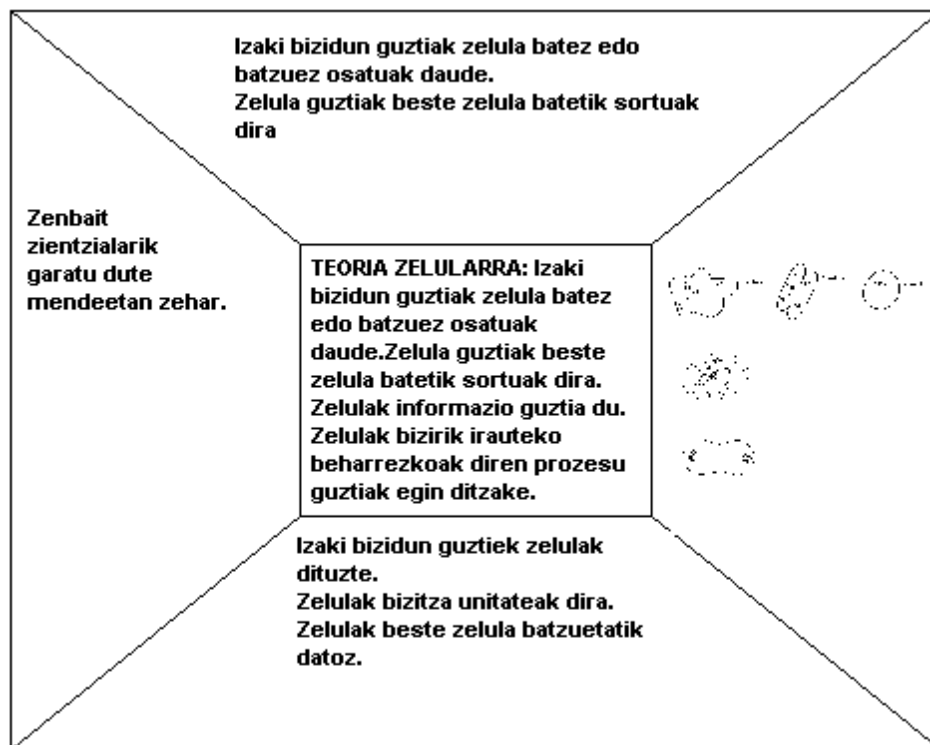 Izaki bizidun guztiak zelula batez edo
batzuez osatuak daude.
Zelula guztiak beste zelula batetik sortuak
dira
Zenbait
zientzialarik
garatu dute
mendeetan zehar.
TEORIA ZELULARRA: Izaki
bizidun guztiak zelula batez
edo batzuez osatuak
daude.Zelula guztiak beste
zelula batetik sortuak dira.
Zelulak informazio guztia du.
Zelulak bizirik irauteko
beharrezkoak diren prozesu
guztiak egin ditzake.
Izaki bizidun guztiek zelulak
dituzte.
Zelulak bizitza unitateak dira.
Zelulak beste zelula batzuetatik
datoz.